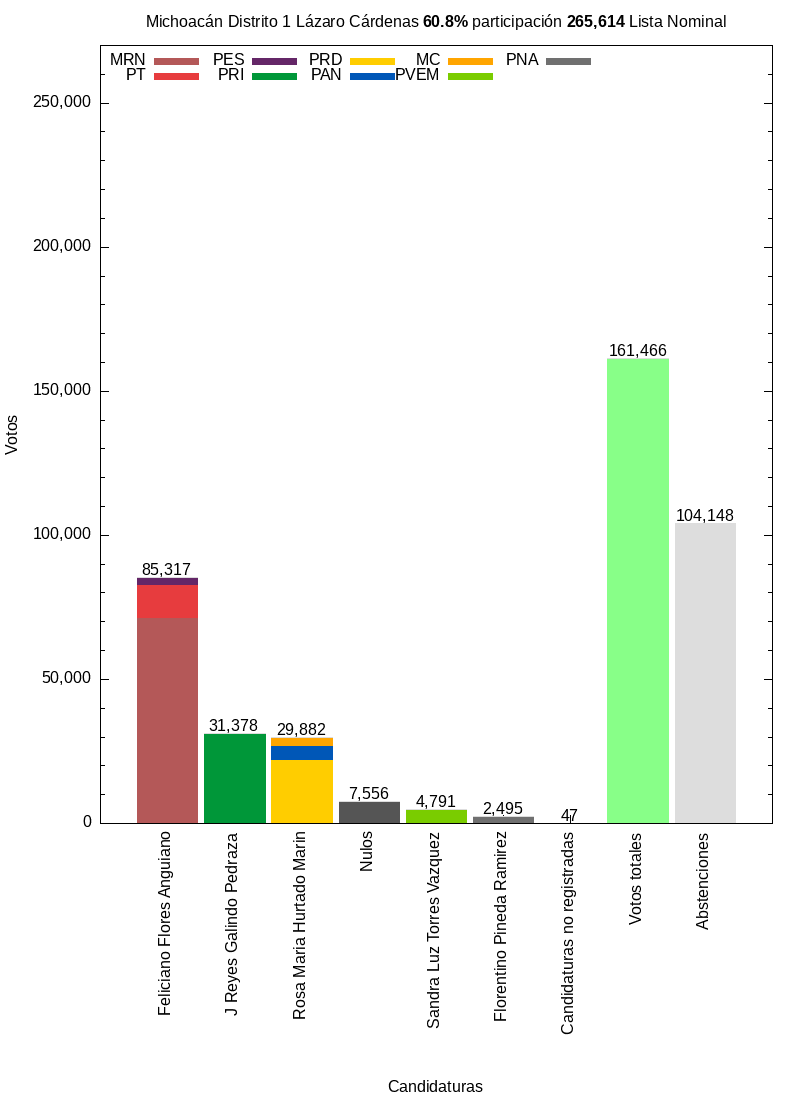 Michoacán Distrito 1 Lázaro Cárdenas 60.8% participación 265,614 Lista Nominal
MRN PES PRD MC PNA
PT PRI PAN PVEM
250,000
200,000
150,000
100,000
50,000
0
Votos
85,317
31,378
29,882
7,556
4,791
2,495
47
161,466
104,148
Feliciano Flores Anguiano
J Reyes Galindo Pedraza
Rosa Maria Hurtado Marin
Nulos
Sandra Luz Torres Vazquez
Florentino Pineda Ramirez
Candidaturas no registradas
Votos totales
Abstenciones
Candidaturas